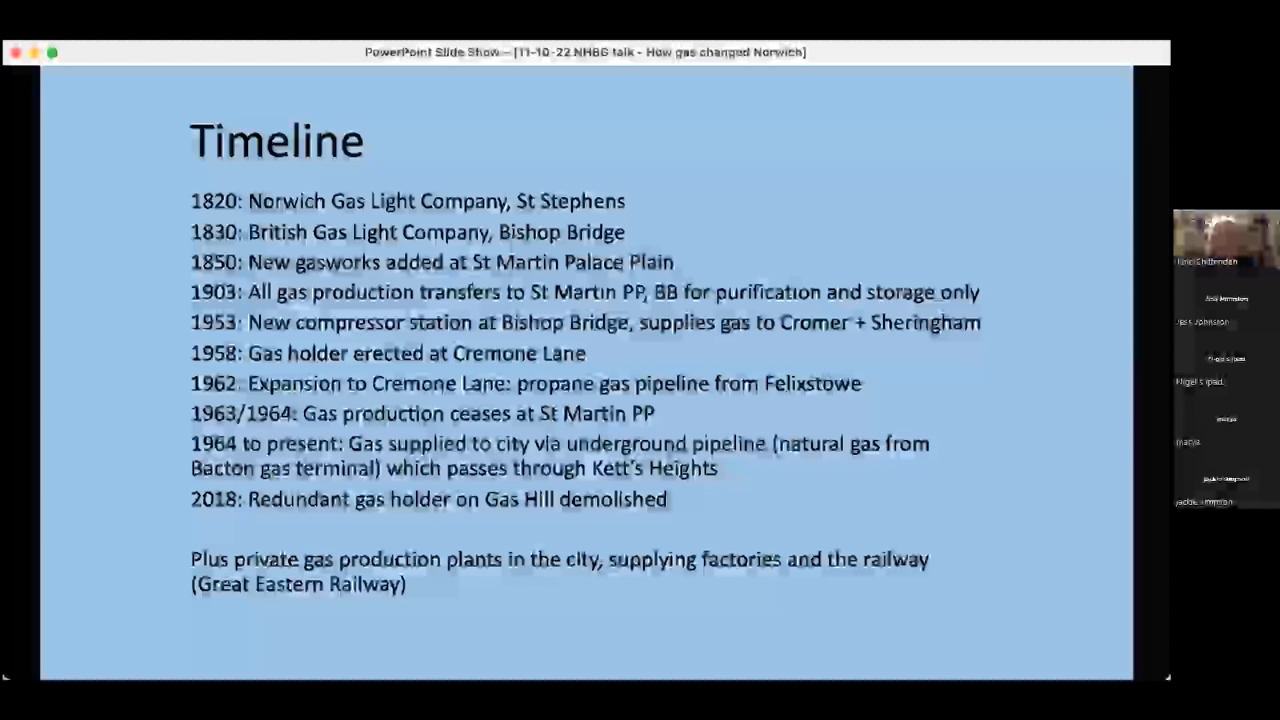 PowerPoint Slide Show – [11-10-22 NHBG talk - How gas changed Norwich]
Timeline
1820: Norwich Gas Light Company, St Stephens
1830: British Gas Light Company, Bishop Bridge
1850: New gasworks added at St Martin Palace Plain
1903: All gas production transfers to St Martin PP, BB for purification and storage only
1953: New compressor station at Bishop Bridge, supplies gas to Cromer + Sheringham
1958: Gas holder erected at Cremone Lane
1962: Expansion to Cremone Lane: propane gas pipeline from Felixstowe
1963/1964: Gas production ceases at St Martin PP
1964 to present: Gas supplied to city via underground pipeline (natural gas from
Bacton gas terminal) which passes through Kett's Heights
2018: Redundant gas holder on Gas Hill demolished
Plus private gas production plants in the city, supplying factories and the railway
(Great Eastern Railway)
Chittenden
Jess Johnston
Nigel's ipad